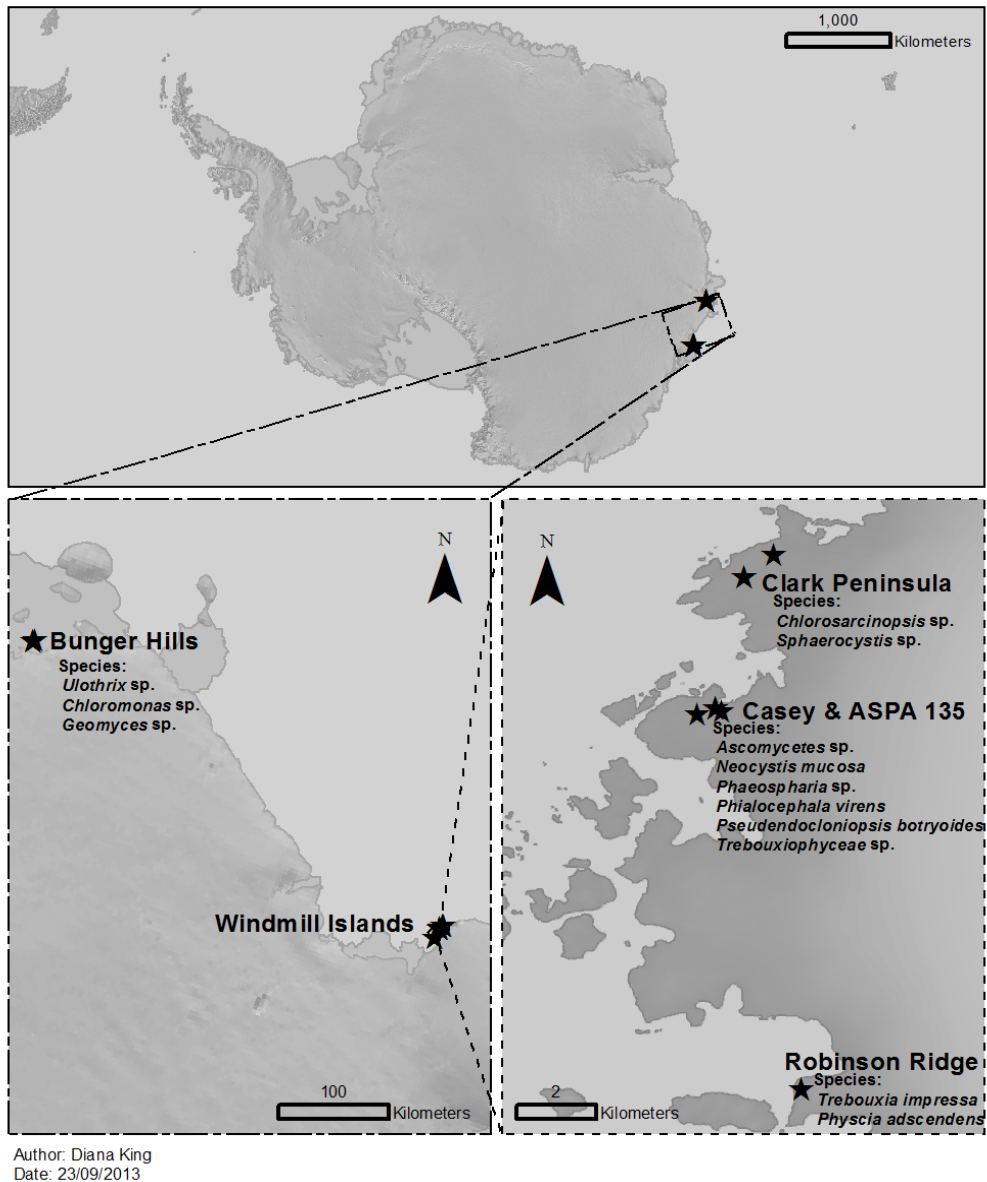 1,000
Kilometers
N
Bunger Hills
Species:
Ulothrix sp.
Chloromonas sp.
Geomyces sp.
Windmill Islands
100
Kilometers
N
Clark Peninsula
Species:
Chlorosarcinopsis sp.
Sphaerocystis sp.
Casey & ASPA 135
Species:
Ascomycetes sp.
Neocystis mucosa
Phaeospharia sp.
Phialocephala virens
Pseudendocloniopsis botryoides
Trebouxiophyceae sp.
Robinson Ridge
Species:
Trebouxia impressa
Physcia adscendens
2
Kilometers
Author: Diana King
Date: 23/09/2013